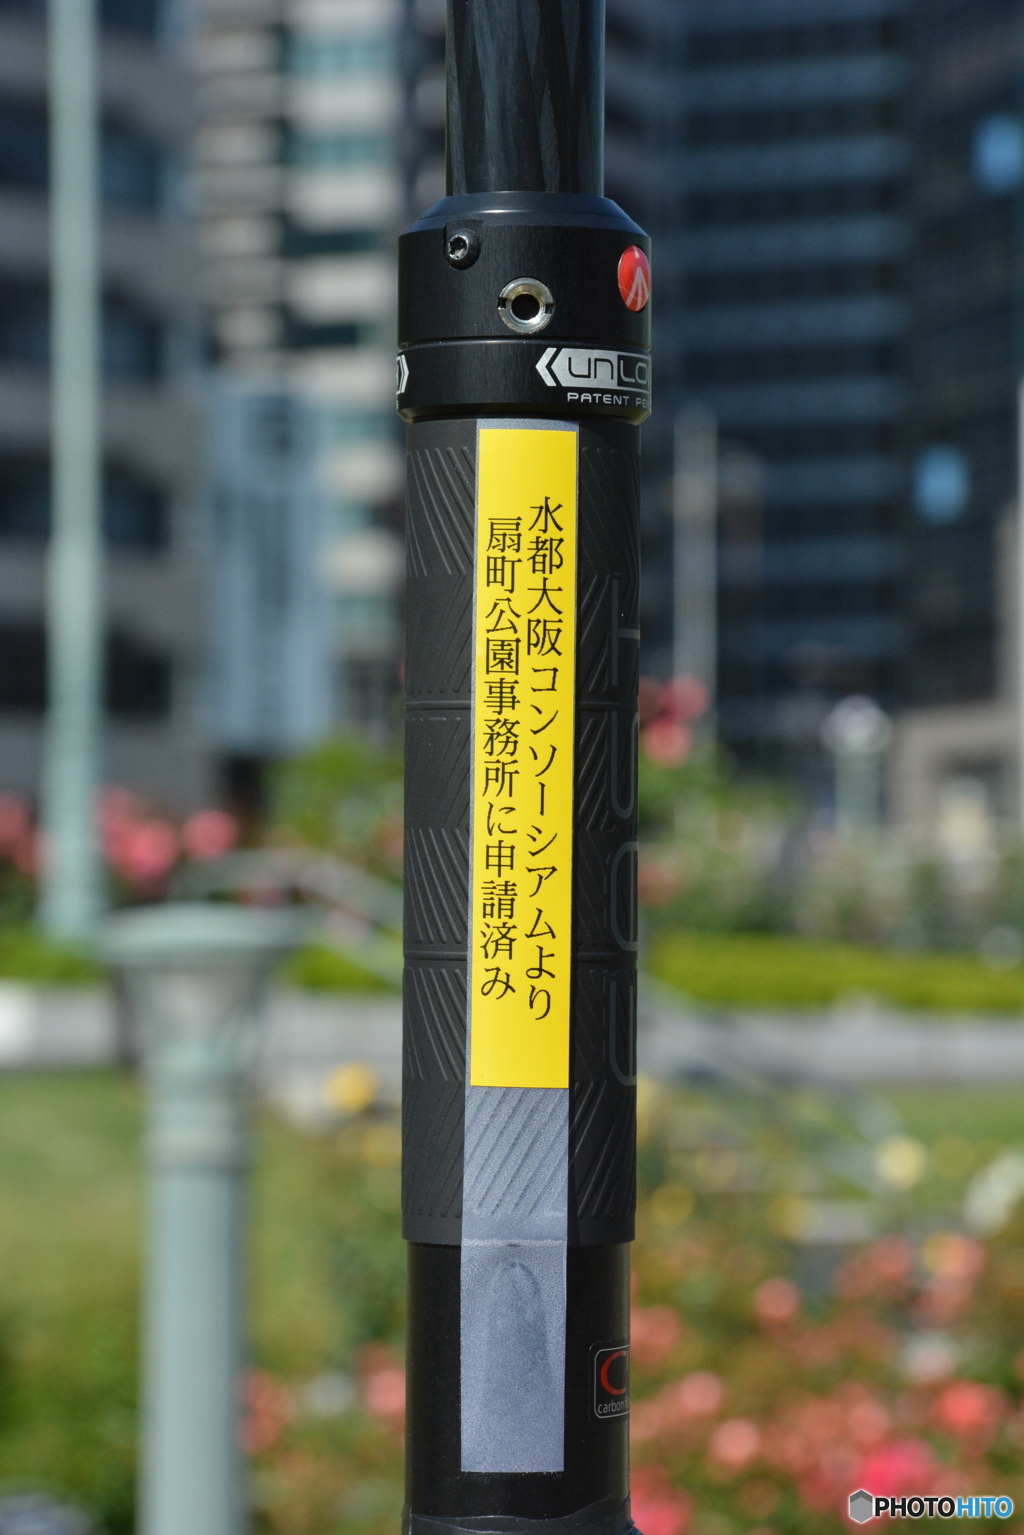 UNLO
PATENT PE
水都大阪コンソーシアムより
扇町公園事務所に申請済み
C
carbon
PHOTOHITO